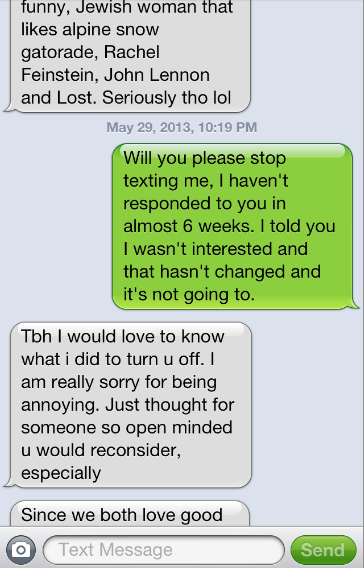 funny, Jewish woman that
likes alpine snow
gatorade, Rachel
Feinstein, John Lennon
and Lost. Seriously tho lol
May 29, 2013, 10:19 PM
Will you please stop
texting me, I haven't
responded to you in
almost 6 weeks. I told you
I wasn't interested and
that hasn't changed and
it's not going to.
Tbh I would love to know
what i did to turn u off. I
am really sorry for being
annoying. Just thought for
someone so open minded
u would reconsider,
especially
Since we both love good
Text Message
Send